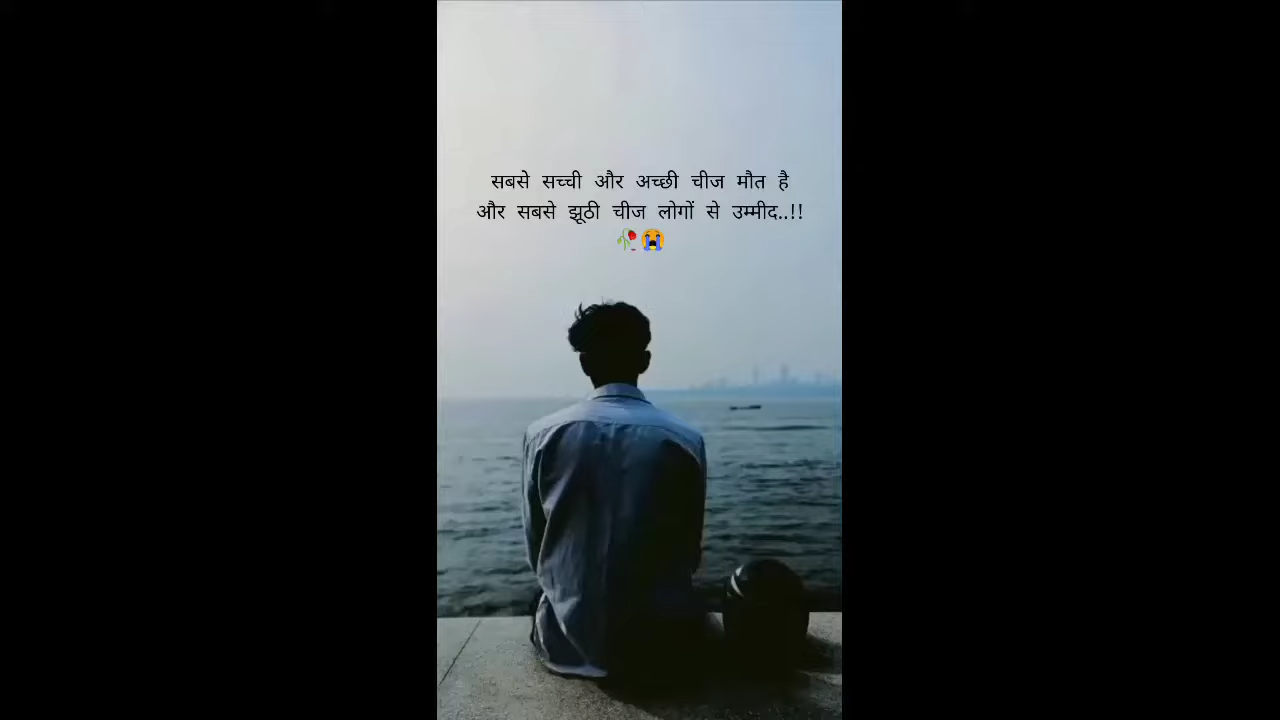 सबसे सच्ची और अच्छी चीज मौत है
और सबसे झूठी चीज लोगों से उम्मीद..!!
🥀😭